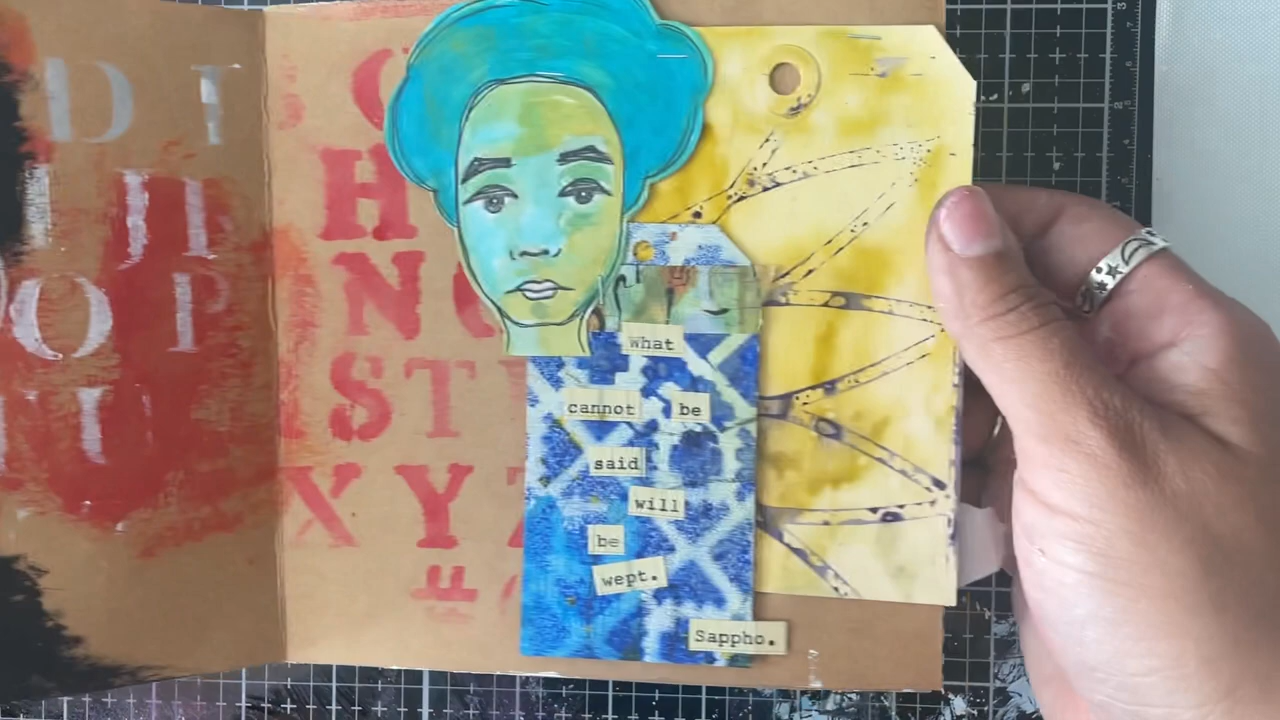 D I
H
N
O P
S T
X Y Z
#
What
cannot be
said
will
be
wept.
Sappho.